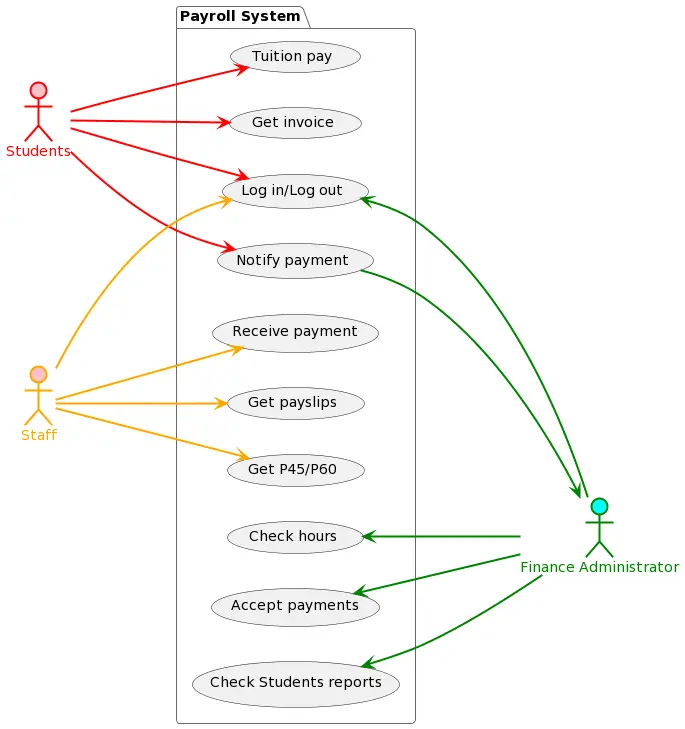 Payroll System
Tuition pay
Get invoice
Students
Log in/Log out
Notify payment
Receive payment
Get payslips
Staff
Get P45/P60
Check hours
Finance Administrator
Accept payments
Check Students reports